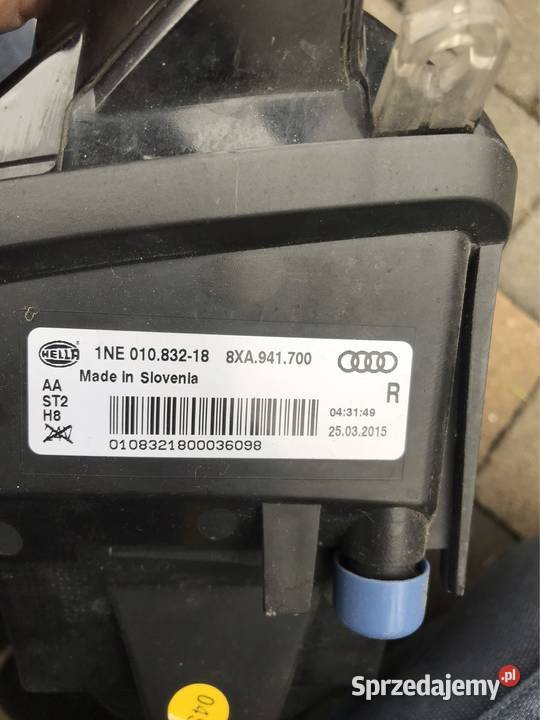 HELLA 1NE 010.832-18 8XA.941.700
Made in Slovenia
AA
ST2
H8
24V
R
04:31:49
25.03.2015
0108321800036098
Sprzedajemy.pl